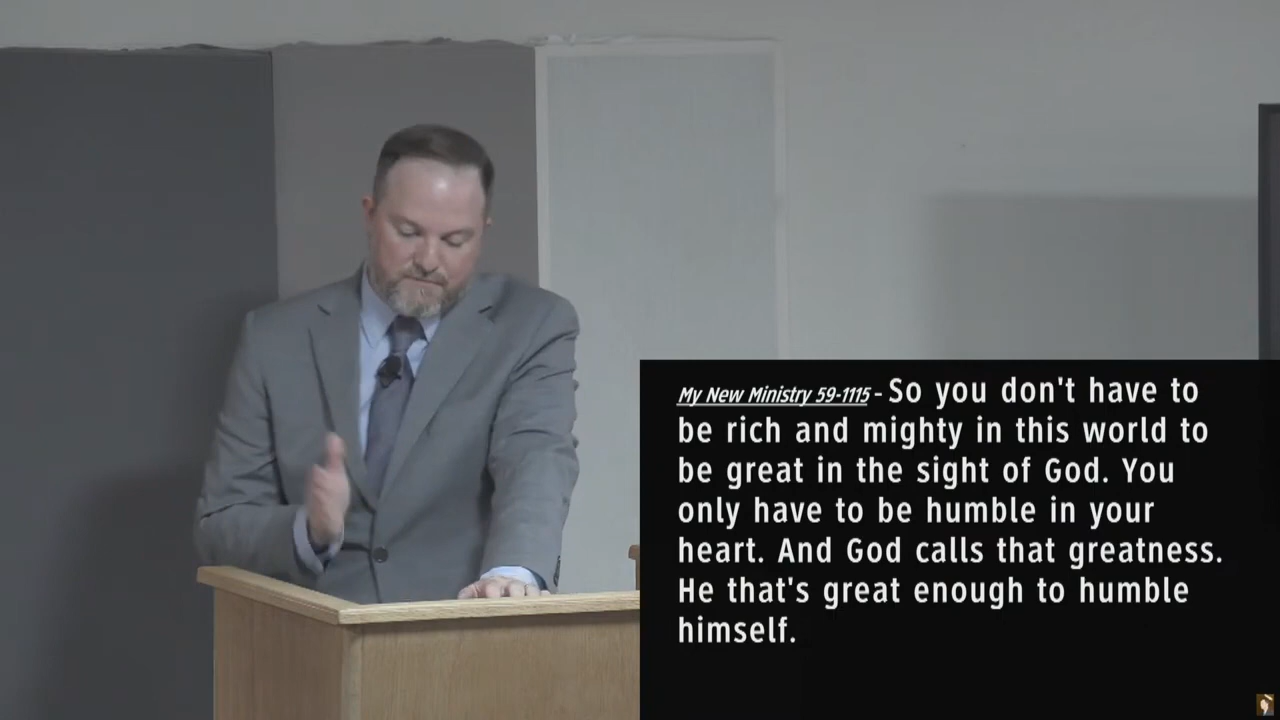 My New Ministry 59-1115 - So you don't have to
be rich and mighty in this world to
be great in the sight of God. You
only have to be humble in your
heart. And God calls that greatness.
He that's great enough to humble
himself.